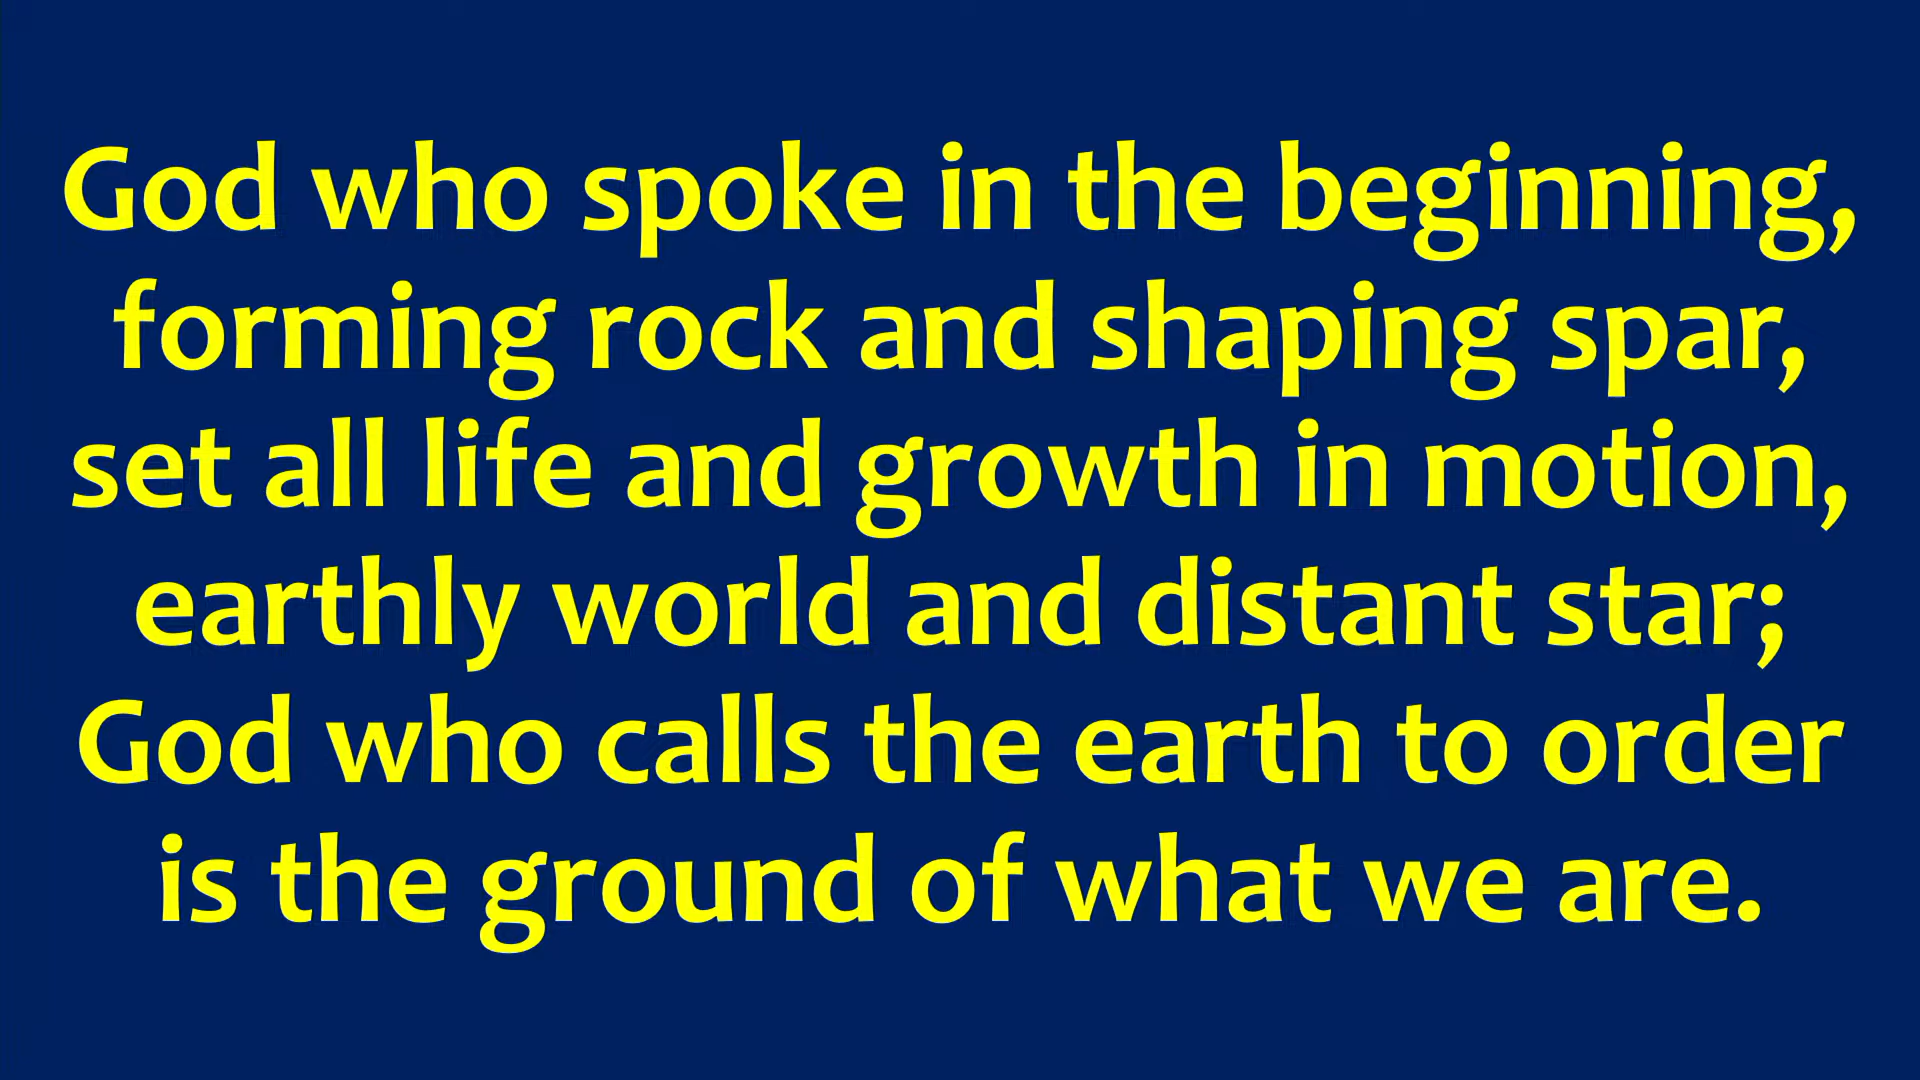 God who spoke in the beginning,
forming rock and shaping spar,
set all life and growth in motion,
earthly world and distant star;
God who calls the earth to order
is the ground of what we are.